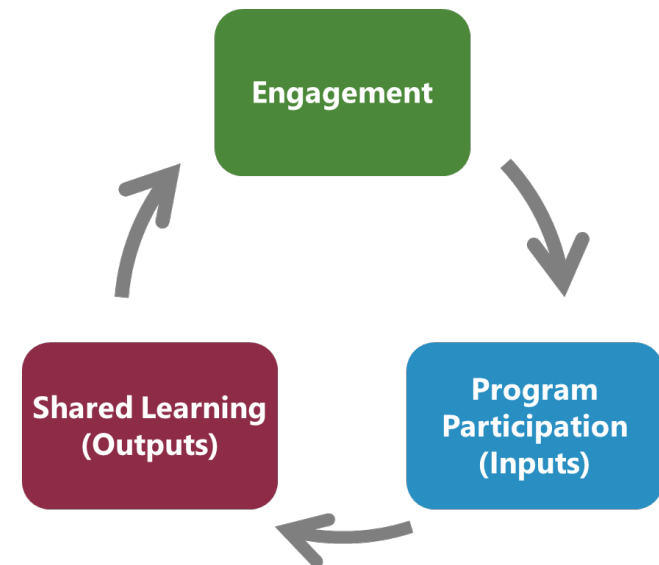 Engagement
Program
Participation
(Inputs)
Shared Learning
(Outputs)